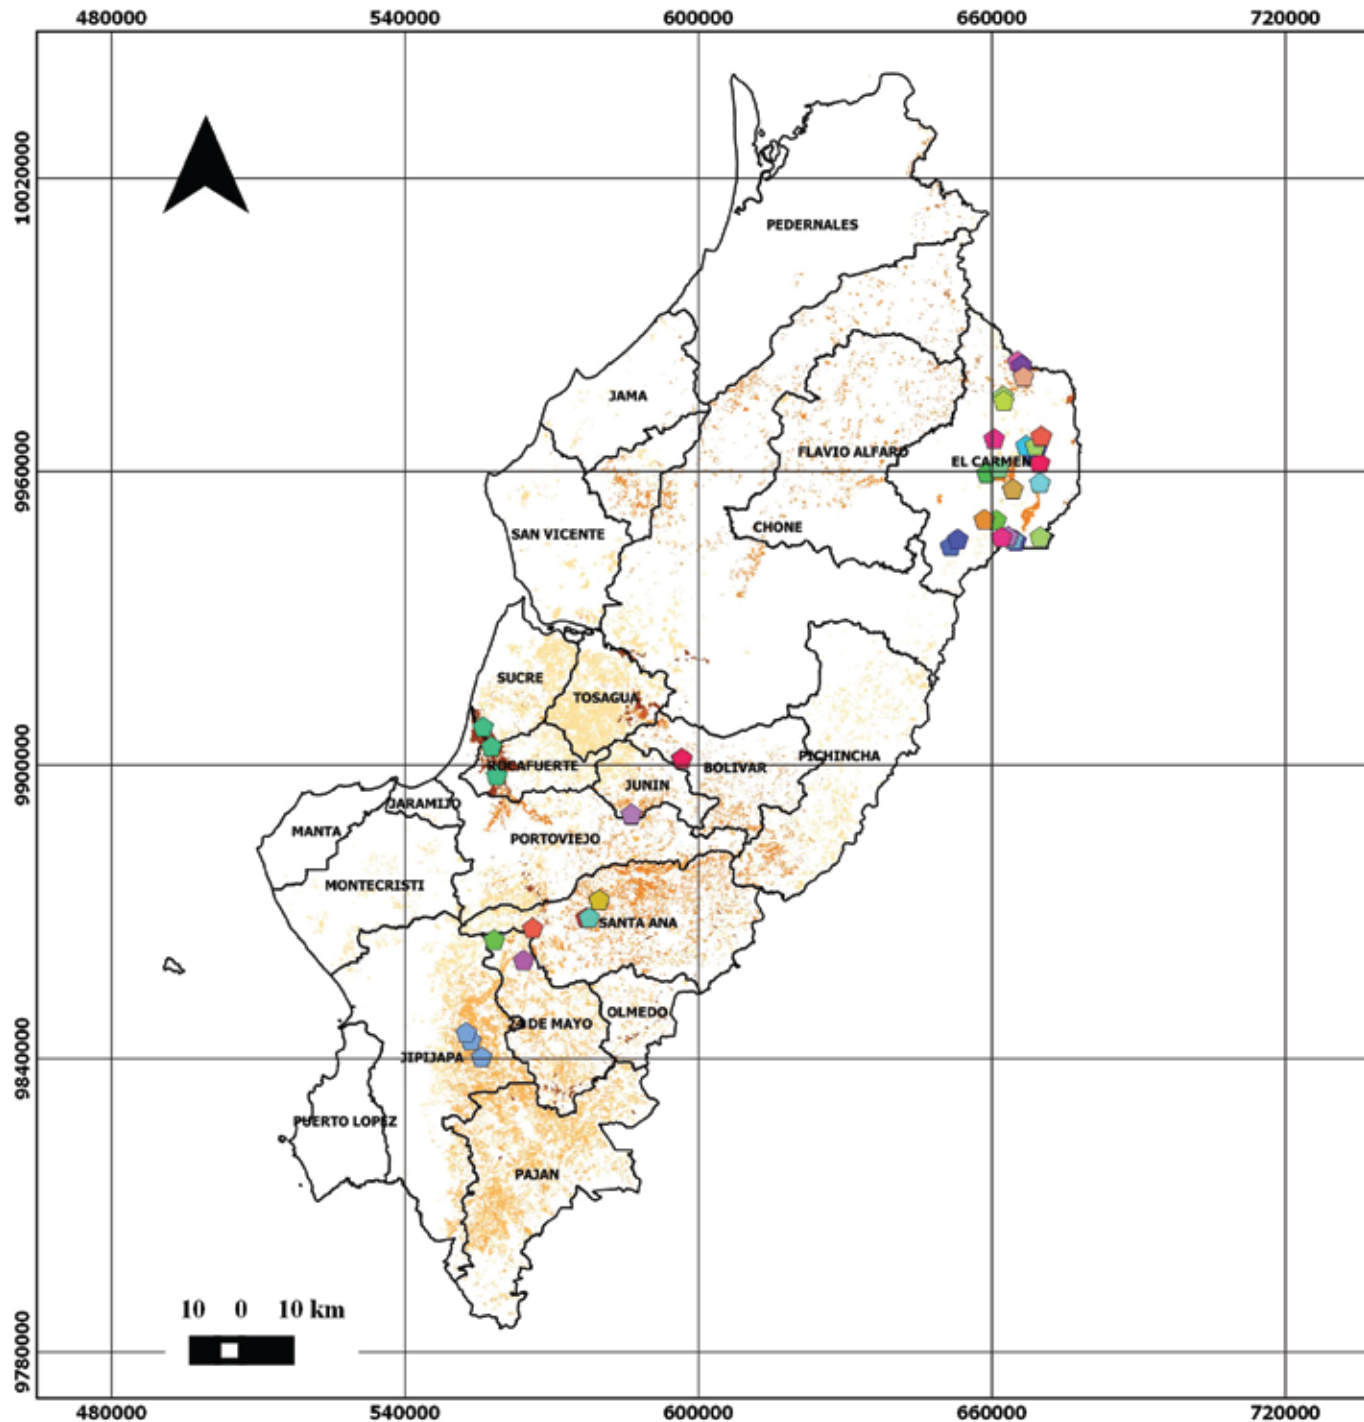 480000 540000 600000 660000 720000
10020000
9960000
9900000
9840000
9780000
PEDERNALES
JAMA
FLAVIO ALFARO
EL CARMEN
CHONE
SAN VICENTE
SUCRE
TOSAGUA
PICHINCHA
ROCAFUERTE
BOLIVAR
JUNIN
JARAMIJO
MANTA
PORTOVIEJO
MONTECRISTI
SANTA ANA
OLMEDO
24 DE MAYO
JIPIJAPA
PUERTO LOPEZ
PAJAN
10 0 10 km
480000 540000 600000 660000 720000